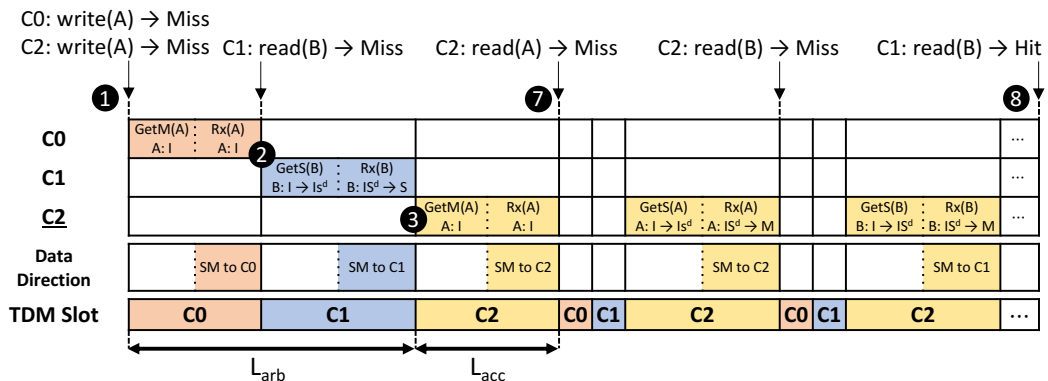 C0: write(A) → Miss
C2: write(A) → Miss
C1: read(B) → Miss
C2: read(A) → Miss
C2: read(B) → Miss
C1: read(B) → Hit
1
7
8
C0
GetM(A)
A: I
Rx(A)
A: I
...
2
C1
GetS(B)
B: I → Is^d
Rx(B)
B: IS^d → S
...
3
C2
GetM(A)
A: I
Rx(A)
A: I
GetS(A)
A: I → Is^d
Rx(A)
A: IS^d → M
GetS(B)
B: I → IS^d
Rx(B)
B: IS^d → M
...
Data
Direction
SM to C0
SM to C1
SM to C2
SM to C2
SM to C1
TDM Slot
C0
C1
C2
C0
C1
C2
C0
C1
C2
...
L_arb
L_acc